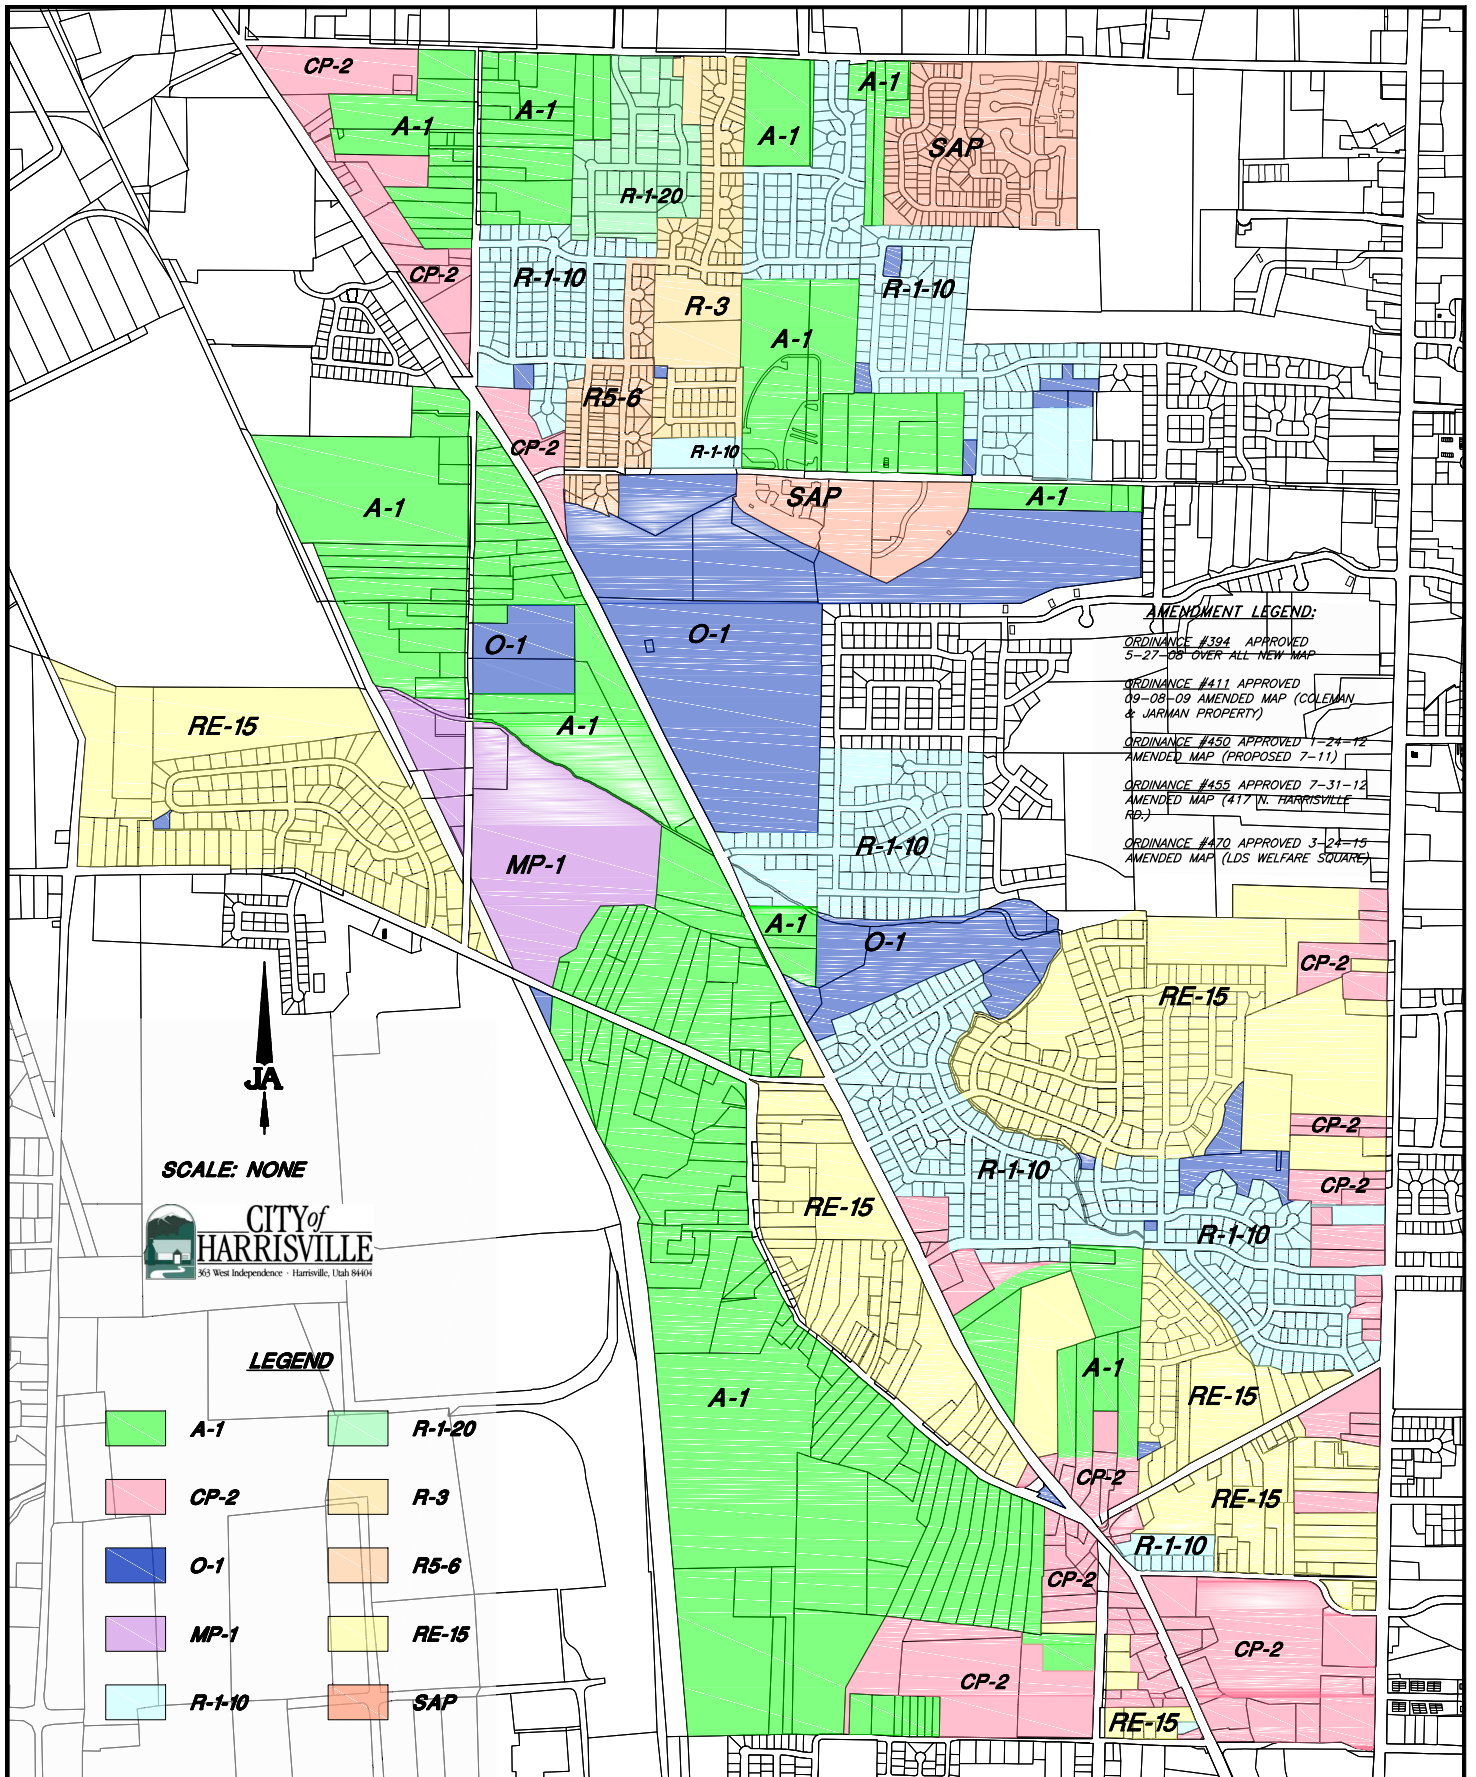 CP-2
A-1
A-1
A-1
A-1
SAP
R-1-20
CP-2
R-1-10
R-3
R-1-10
A-1
R5-6
CP-2
R-1-10
A-1
SAP
A-1
O-1
O-1
AMENDMENT LEGEND:
ORDINANCE #394 APPROVED
5-27-08 OVER ALL NEW MAP
ORDINANCE #411 APPROVED
09-08-09 AMENDED MAP (COLEMAN
& JARMAN PROPERTY)
ORDINANCE #450 APPROVED 1-24-12
AMENDED MAP (PROPOSED 7-11)
ORDINANCE #455 APPROVED 7-31-12
AMENDED MAP (417 N. HARRISVILLE
RD.)
ORDINANCE #470 APPROVED 3-24-15
AMENDED MAP (LDS WELFARE SQUARE)
RE-15
A-1
MP-1
R-1-10
A-1
O-1
CP-2
RE-15
JA
CP-2
SCALE: NONE
R-1-10
CP-2
RE-15
CITY of
HARRISVILLE
363 West Independence · Harrisville, Utah 84404
R-1-10
LEGEND
A-1
A-1
RE-15
A-1
R-1-20
CP-2
R-3
O-1
R5-6
MP-1
RE-15
R-1-10
SAP
CP-2
RE-15
R-1-10
CP-2
CP-2
CP-2
RE-15